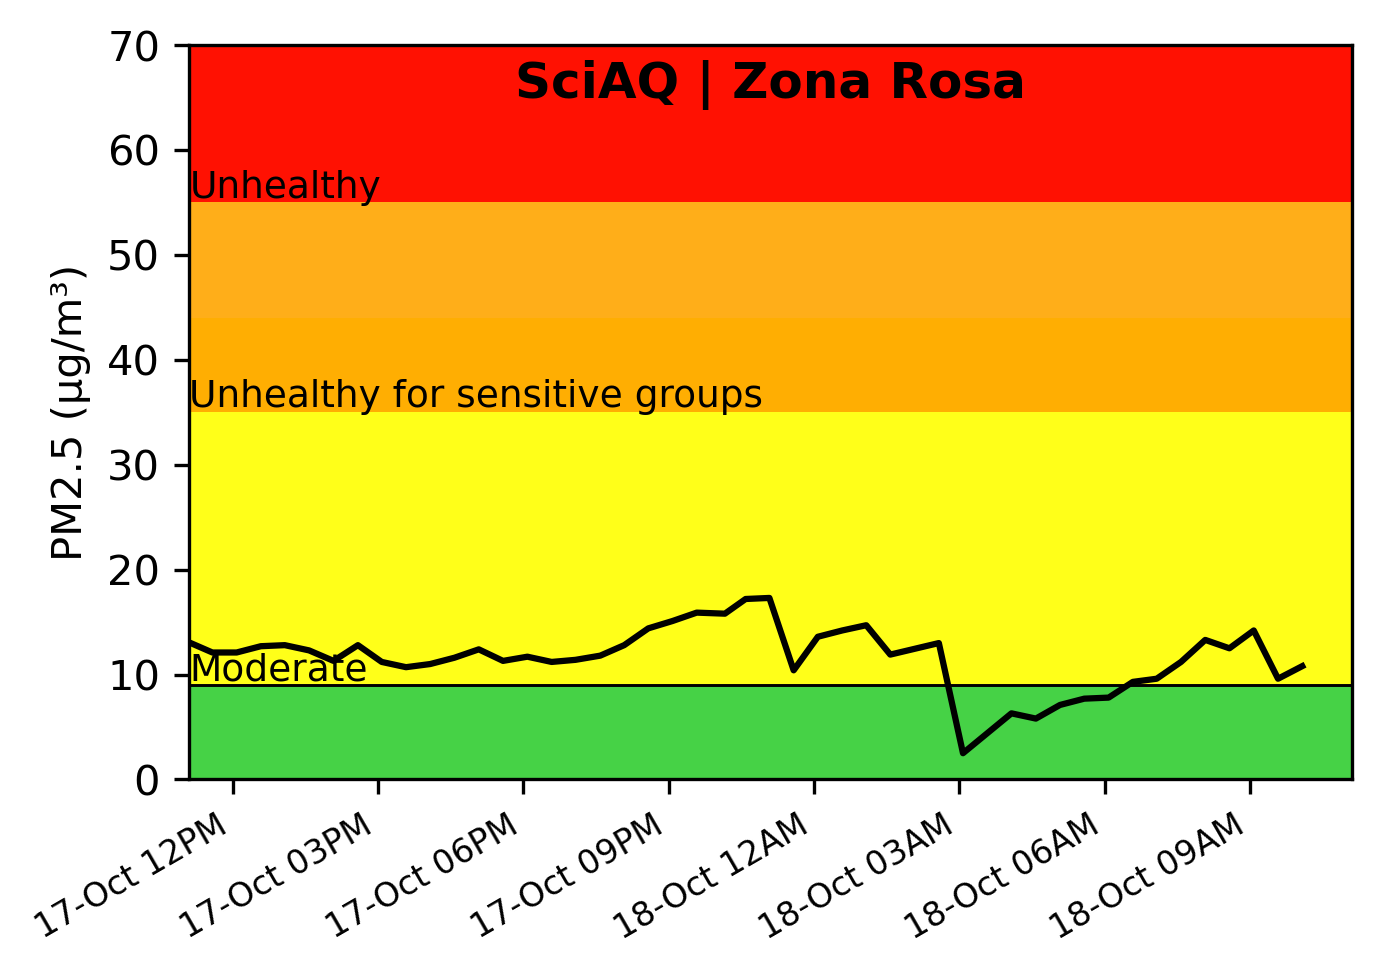 SciAQ | Zona Rosa
70
60
50
40
30
20
10
0
PM2.5 (µg/m³)
Unhealthy
Unhealthy for sensitive groups
Moderate
17-Oct 12PM
17-Oct 03PM
17-Oct 06PM
17-Oct 09PM
18-Oct 12AM
18-Oct 03AM
18-Oct 06AM
18-Oct 09AM